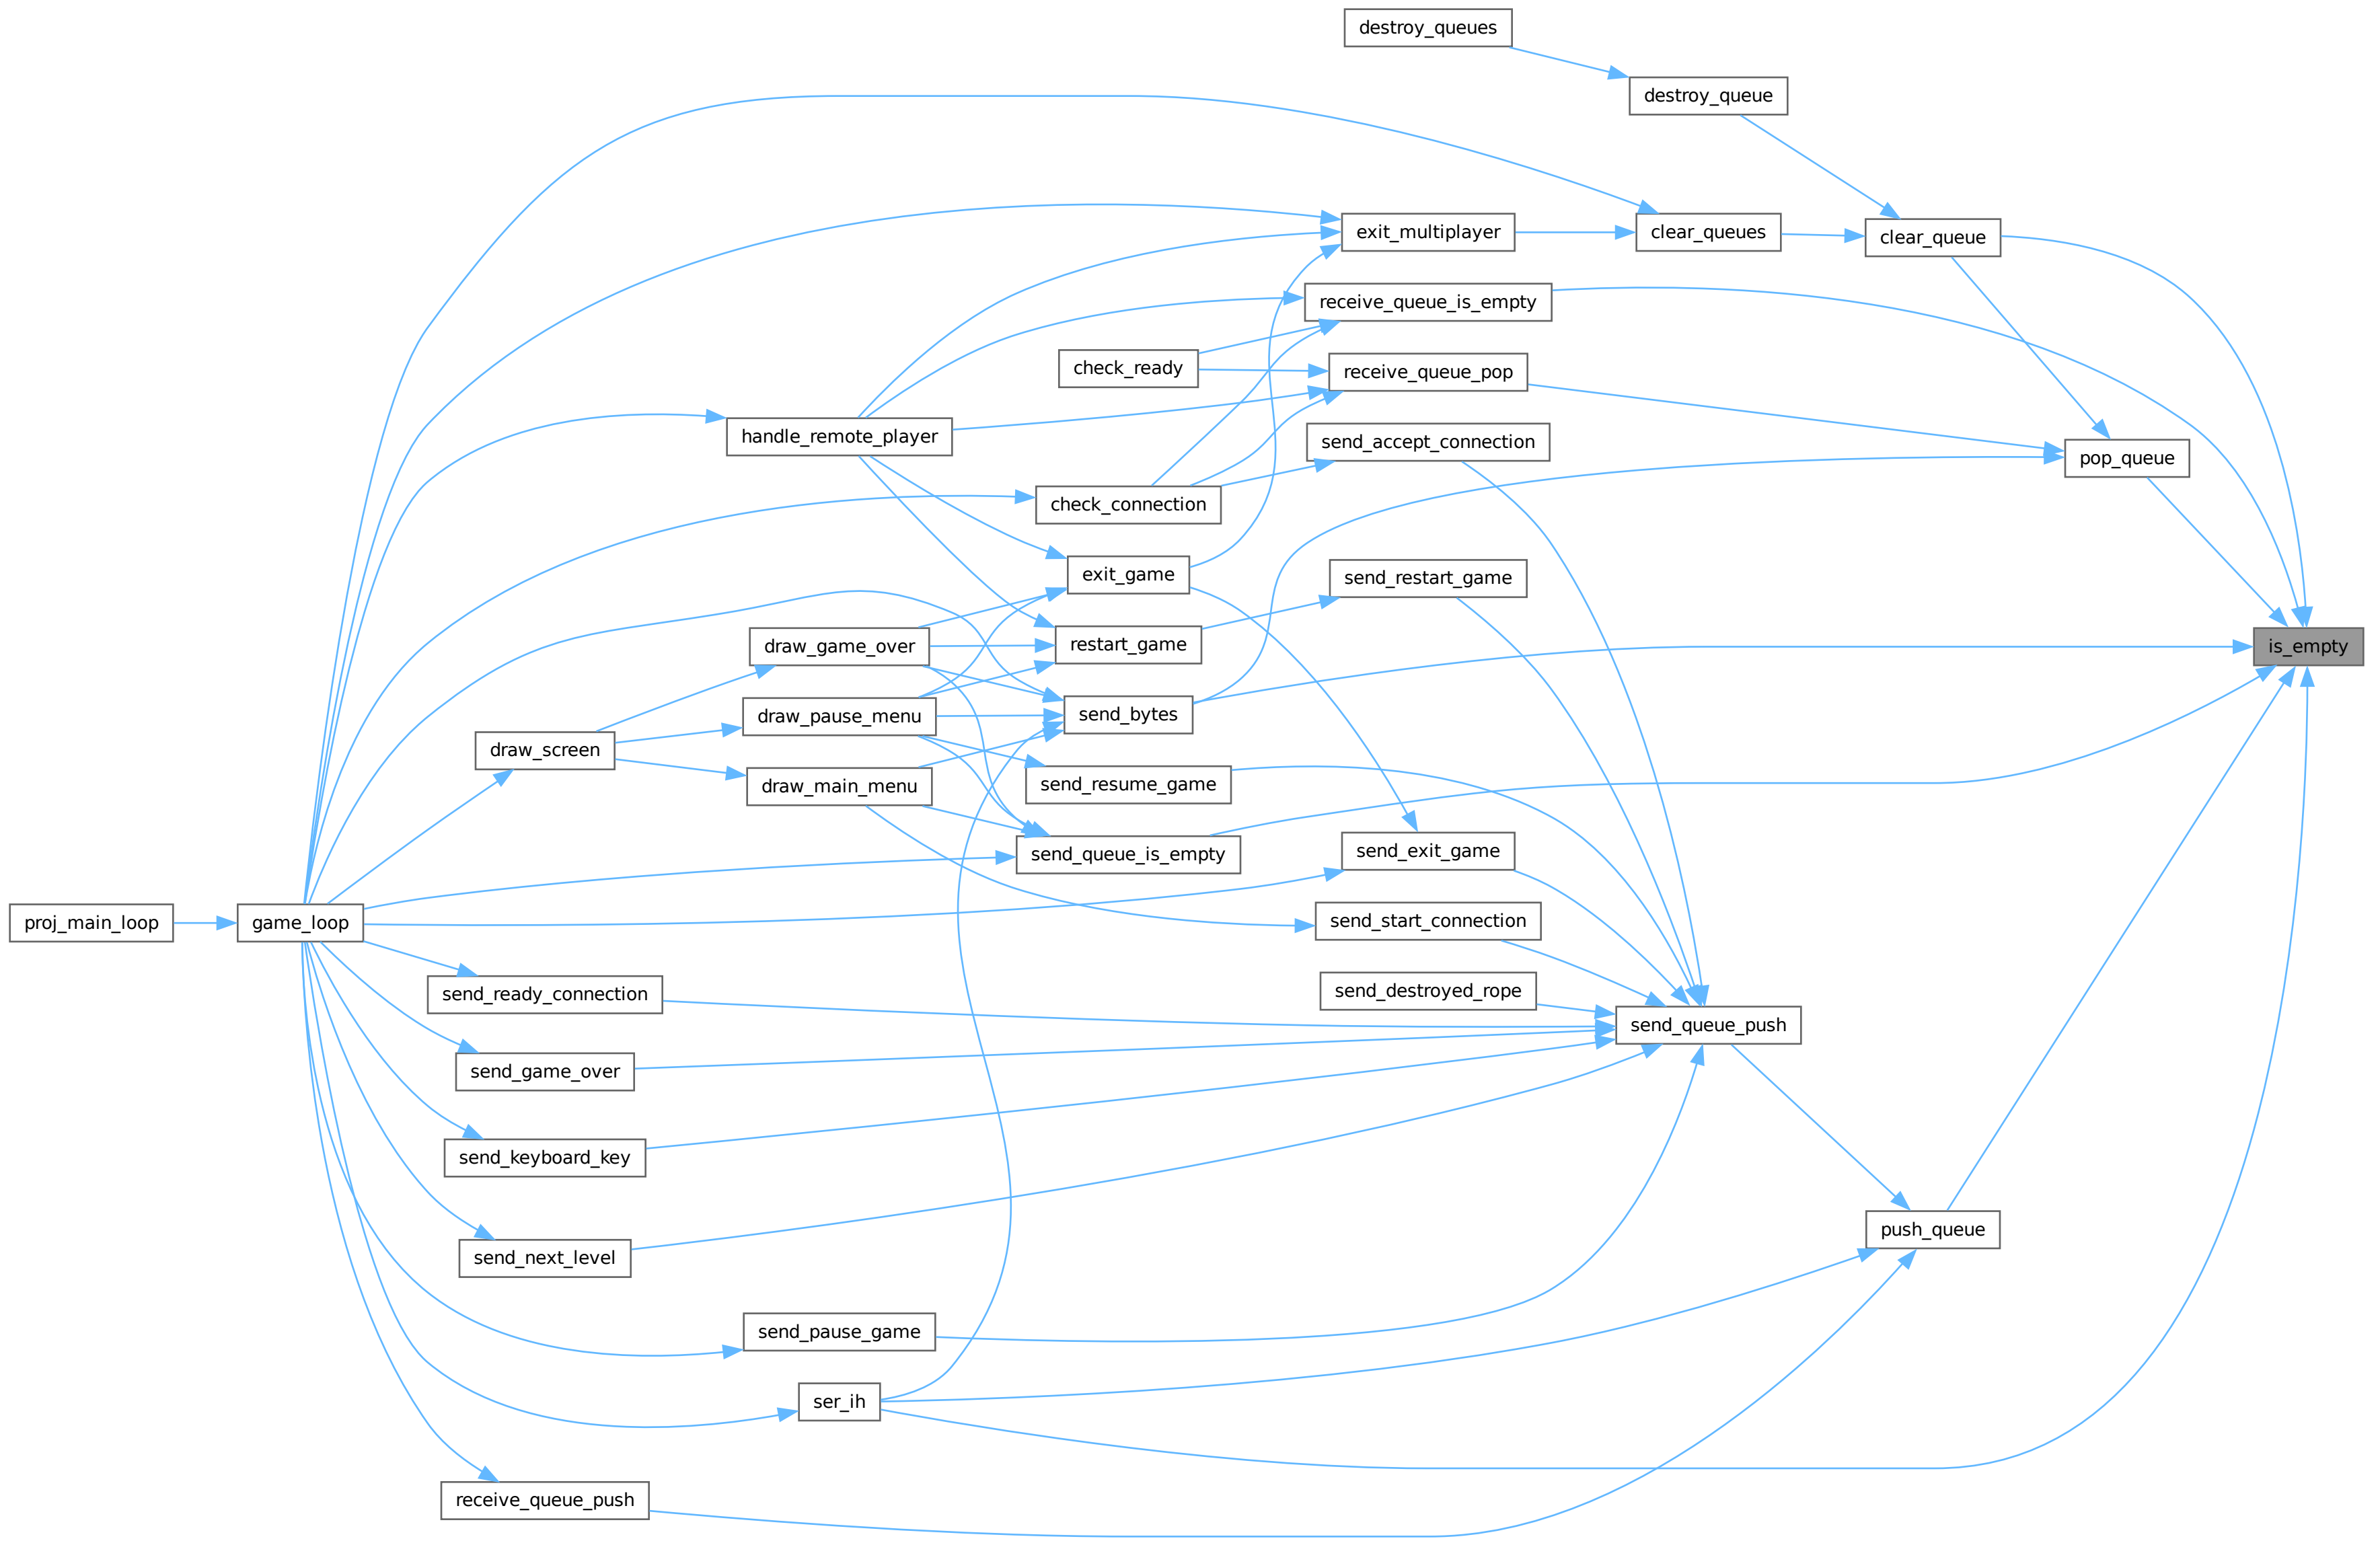 destroy_queues
destroy_queue
exit_multiplayer
clear_queues
clear_queue
receive_queue_is_empty
check_ready
receive_queue_pop
handle_remote_player
send_accept_connection
pop_queue
check_connection
exit_game
send_restart_game
draw_game_over
restart_game
is_empty
draw_pause_menu
send_bytes
draw_screen
draw_main_menu
send_resume_game
send_queue_is_empty
send_exit_game
proj_main_loop
game_loop
send_start_connection
send_ready_connection
send_destroyed_rope
send_queue_push
send_game_over
send_keyboard_key
push_queue
send_next_level
send_pause_game
ser_ih
receive_queue_push